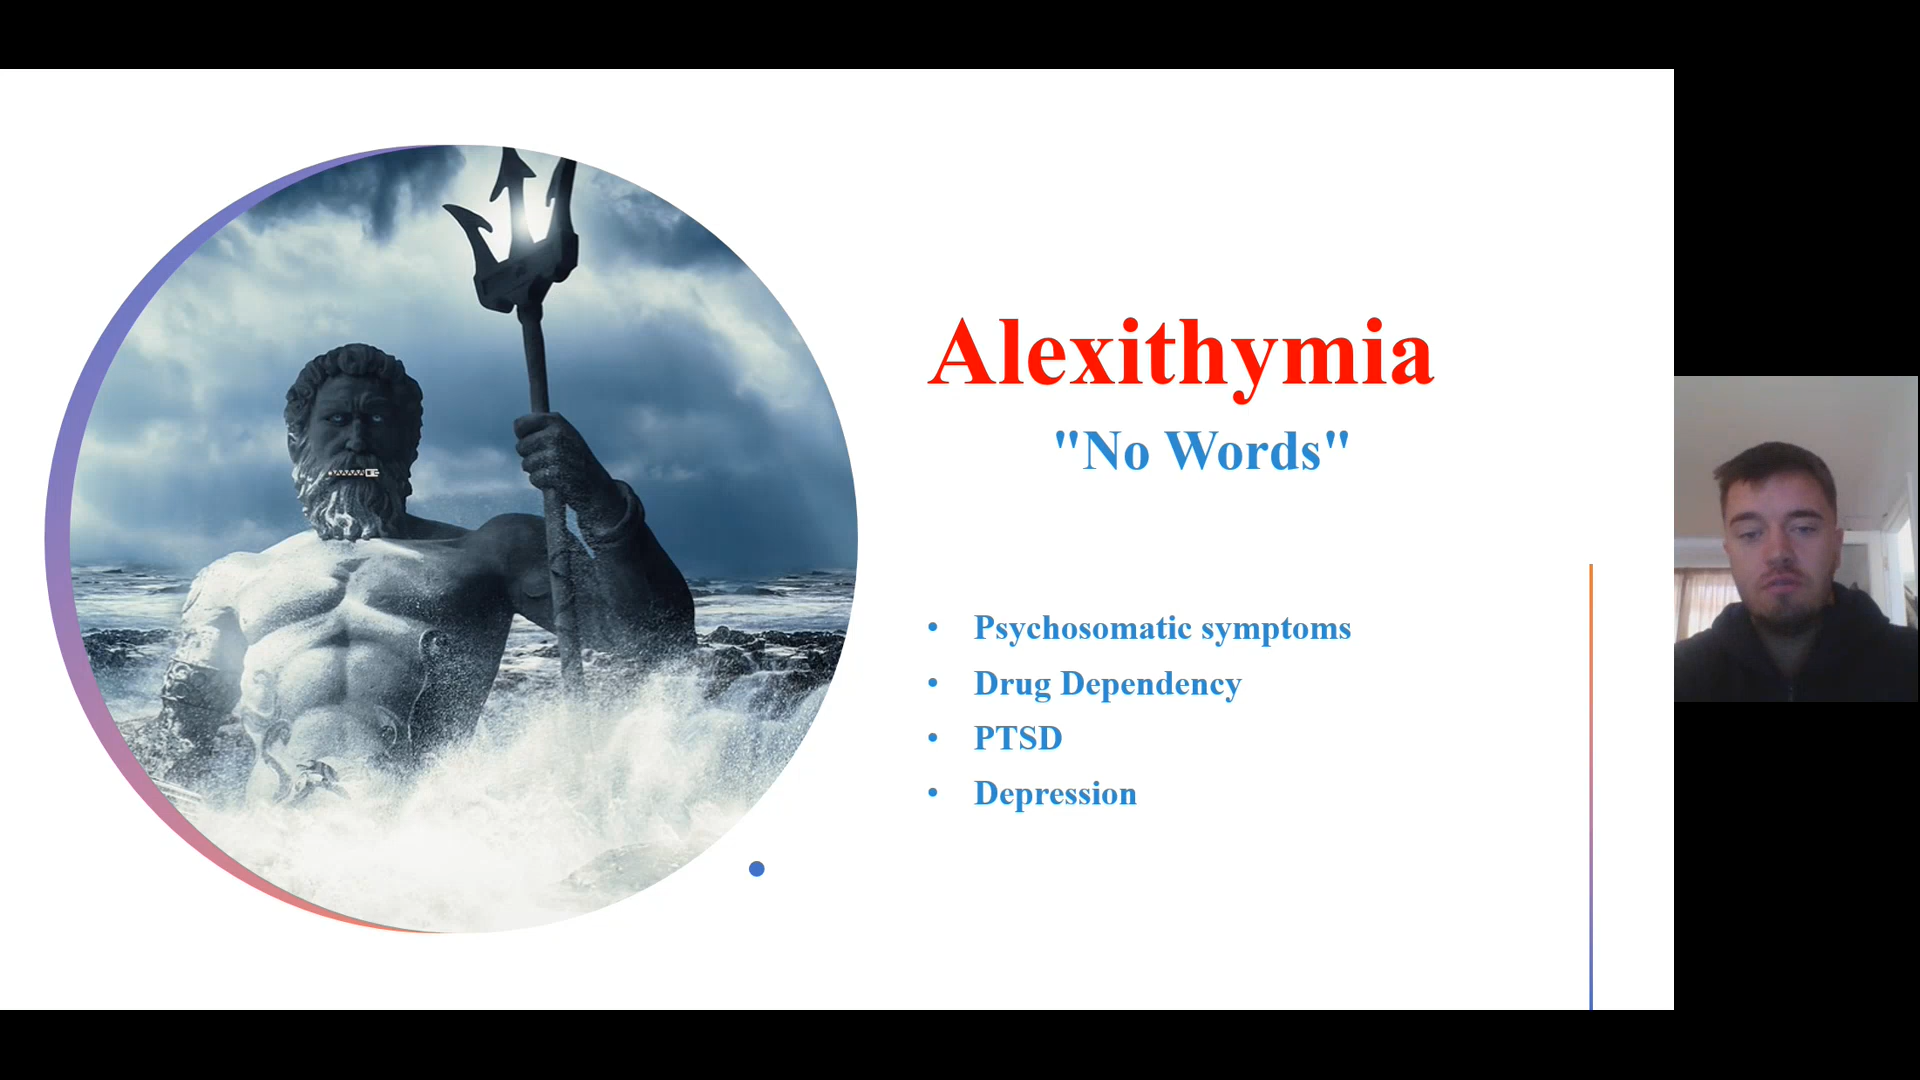 Alexithymia
"No Words"
• Psychosomatic symptoms
• Drug Dependency
• PTSD
• Depression